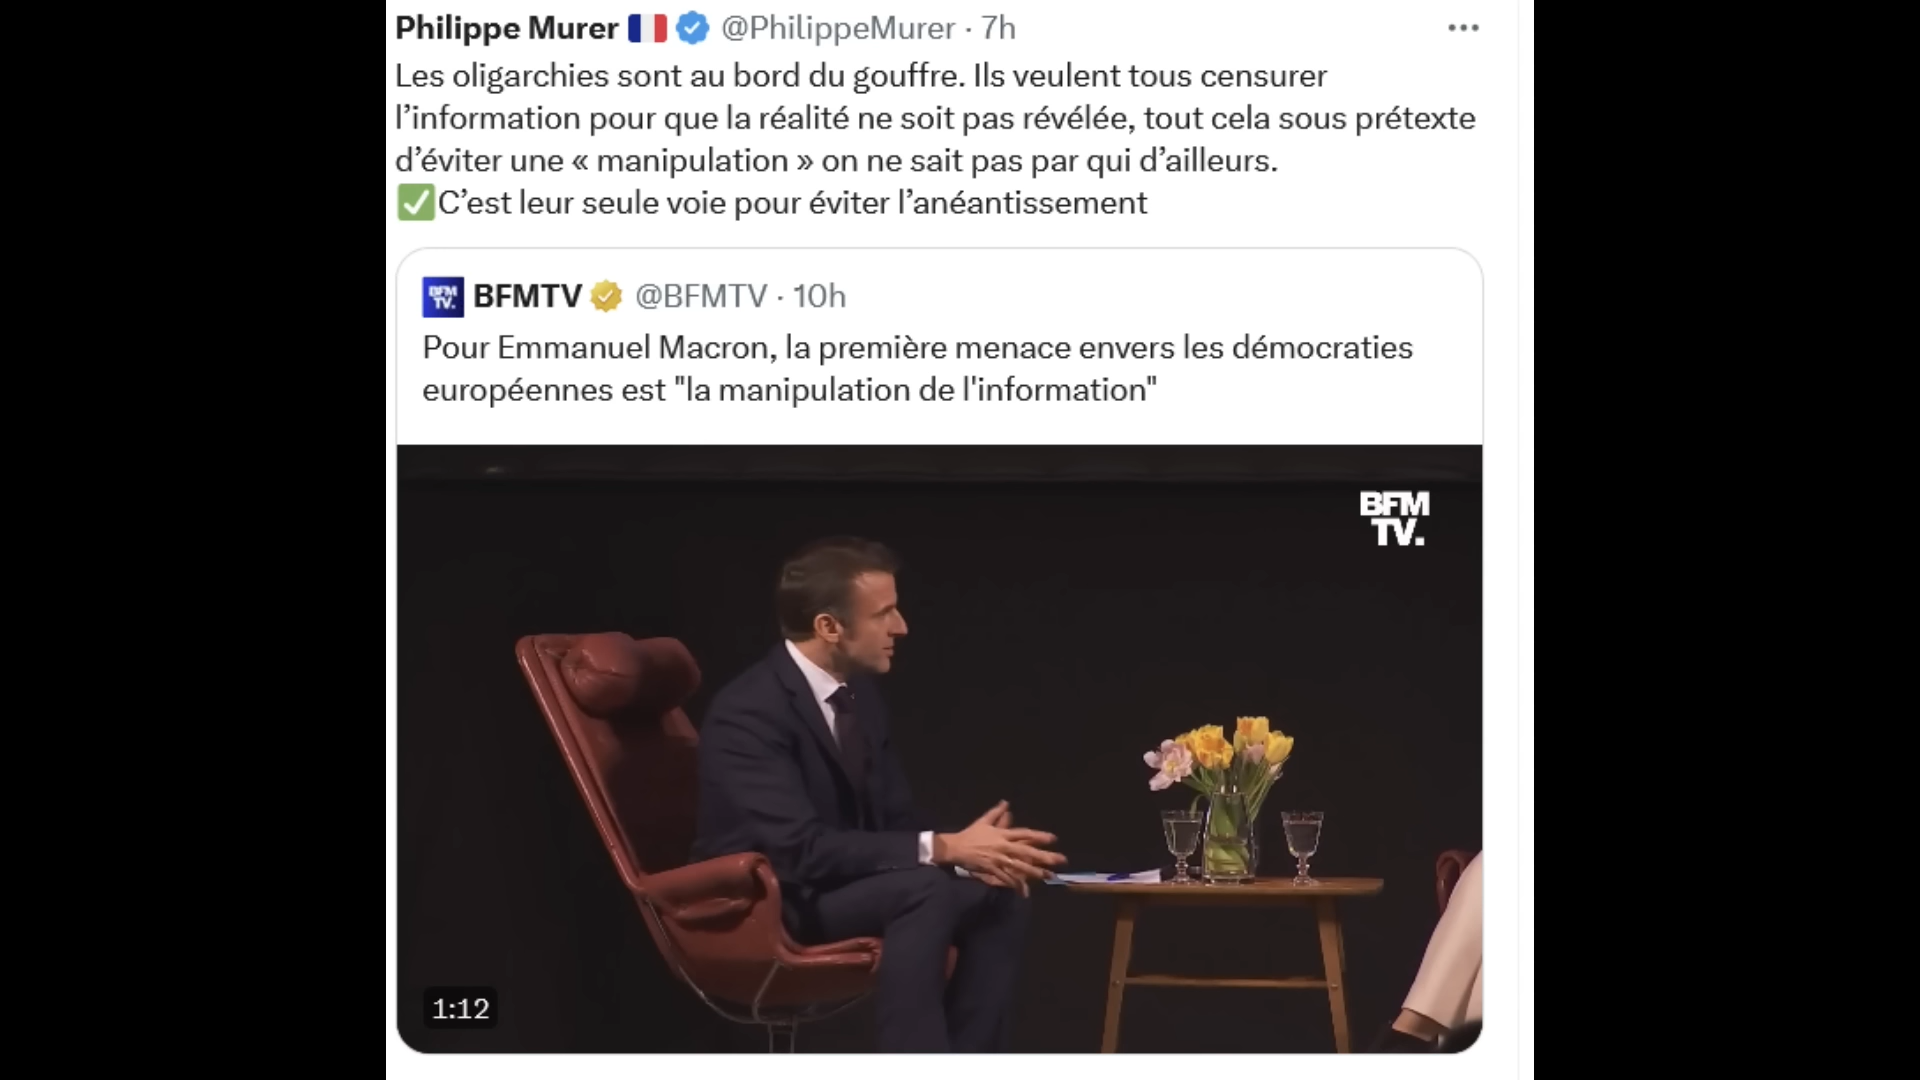 Philippe Murer @PhilippeMurer · 7h
Les oligarchies sont au bord du gouffre. Ils veulent tous censurer
l’information pour que la réalité ne soit pas révélée, tout cela sous prétexte
d’éviter une « manipulation » on ne sait pas par qui d’ailleurs.
✅C’est leur seule voie pour éviter l’anéantissement
BFM
TV.
BFMTV @BFMTV · 10h
Pour Emmanuel Macron, la première menace envers les démocraties
européennes est "la manipulation de l'information"
BFM
TV.
1:12